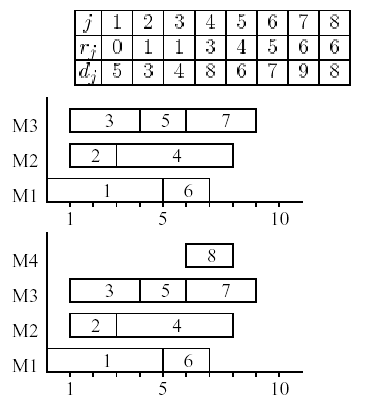 j 1 2 3 4 5 6 7 8
r_j 0 1 1 3 4 5 6 6
d_j 5 3 4 8 6 7 9 8
M3 3 5 7
M2 2 4
M1 1 6
1 5 10
M4 8
M3 3 5 7
M2 2 4
M1 1 6
1 5 10